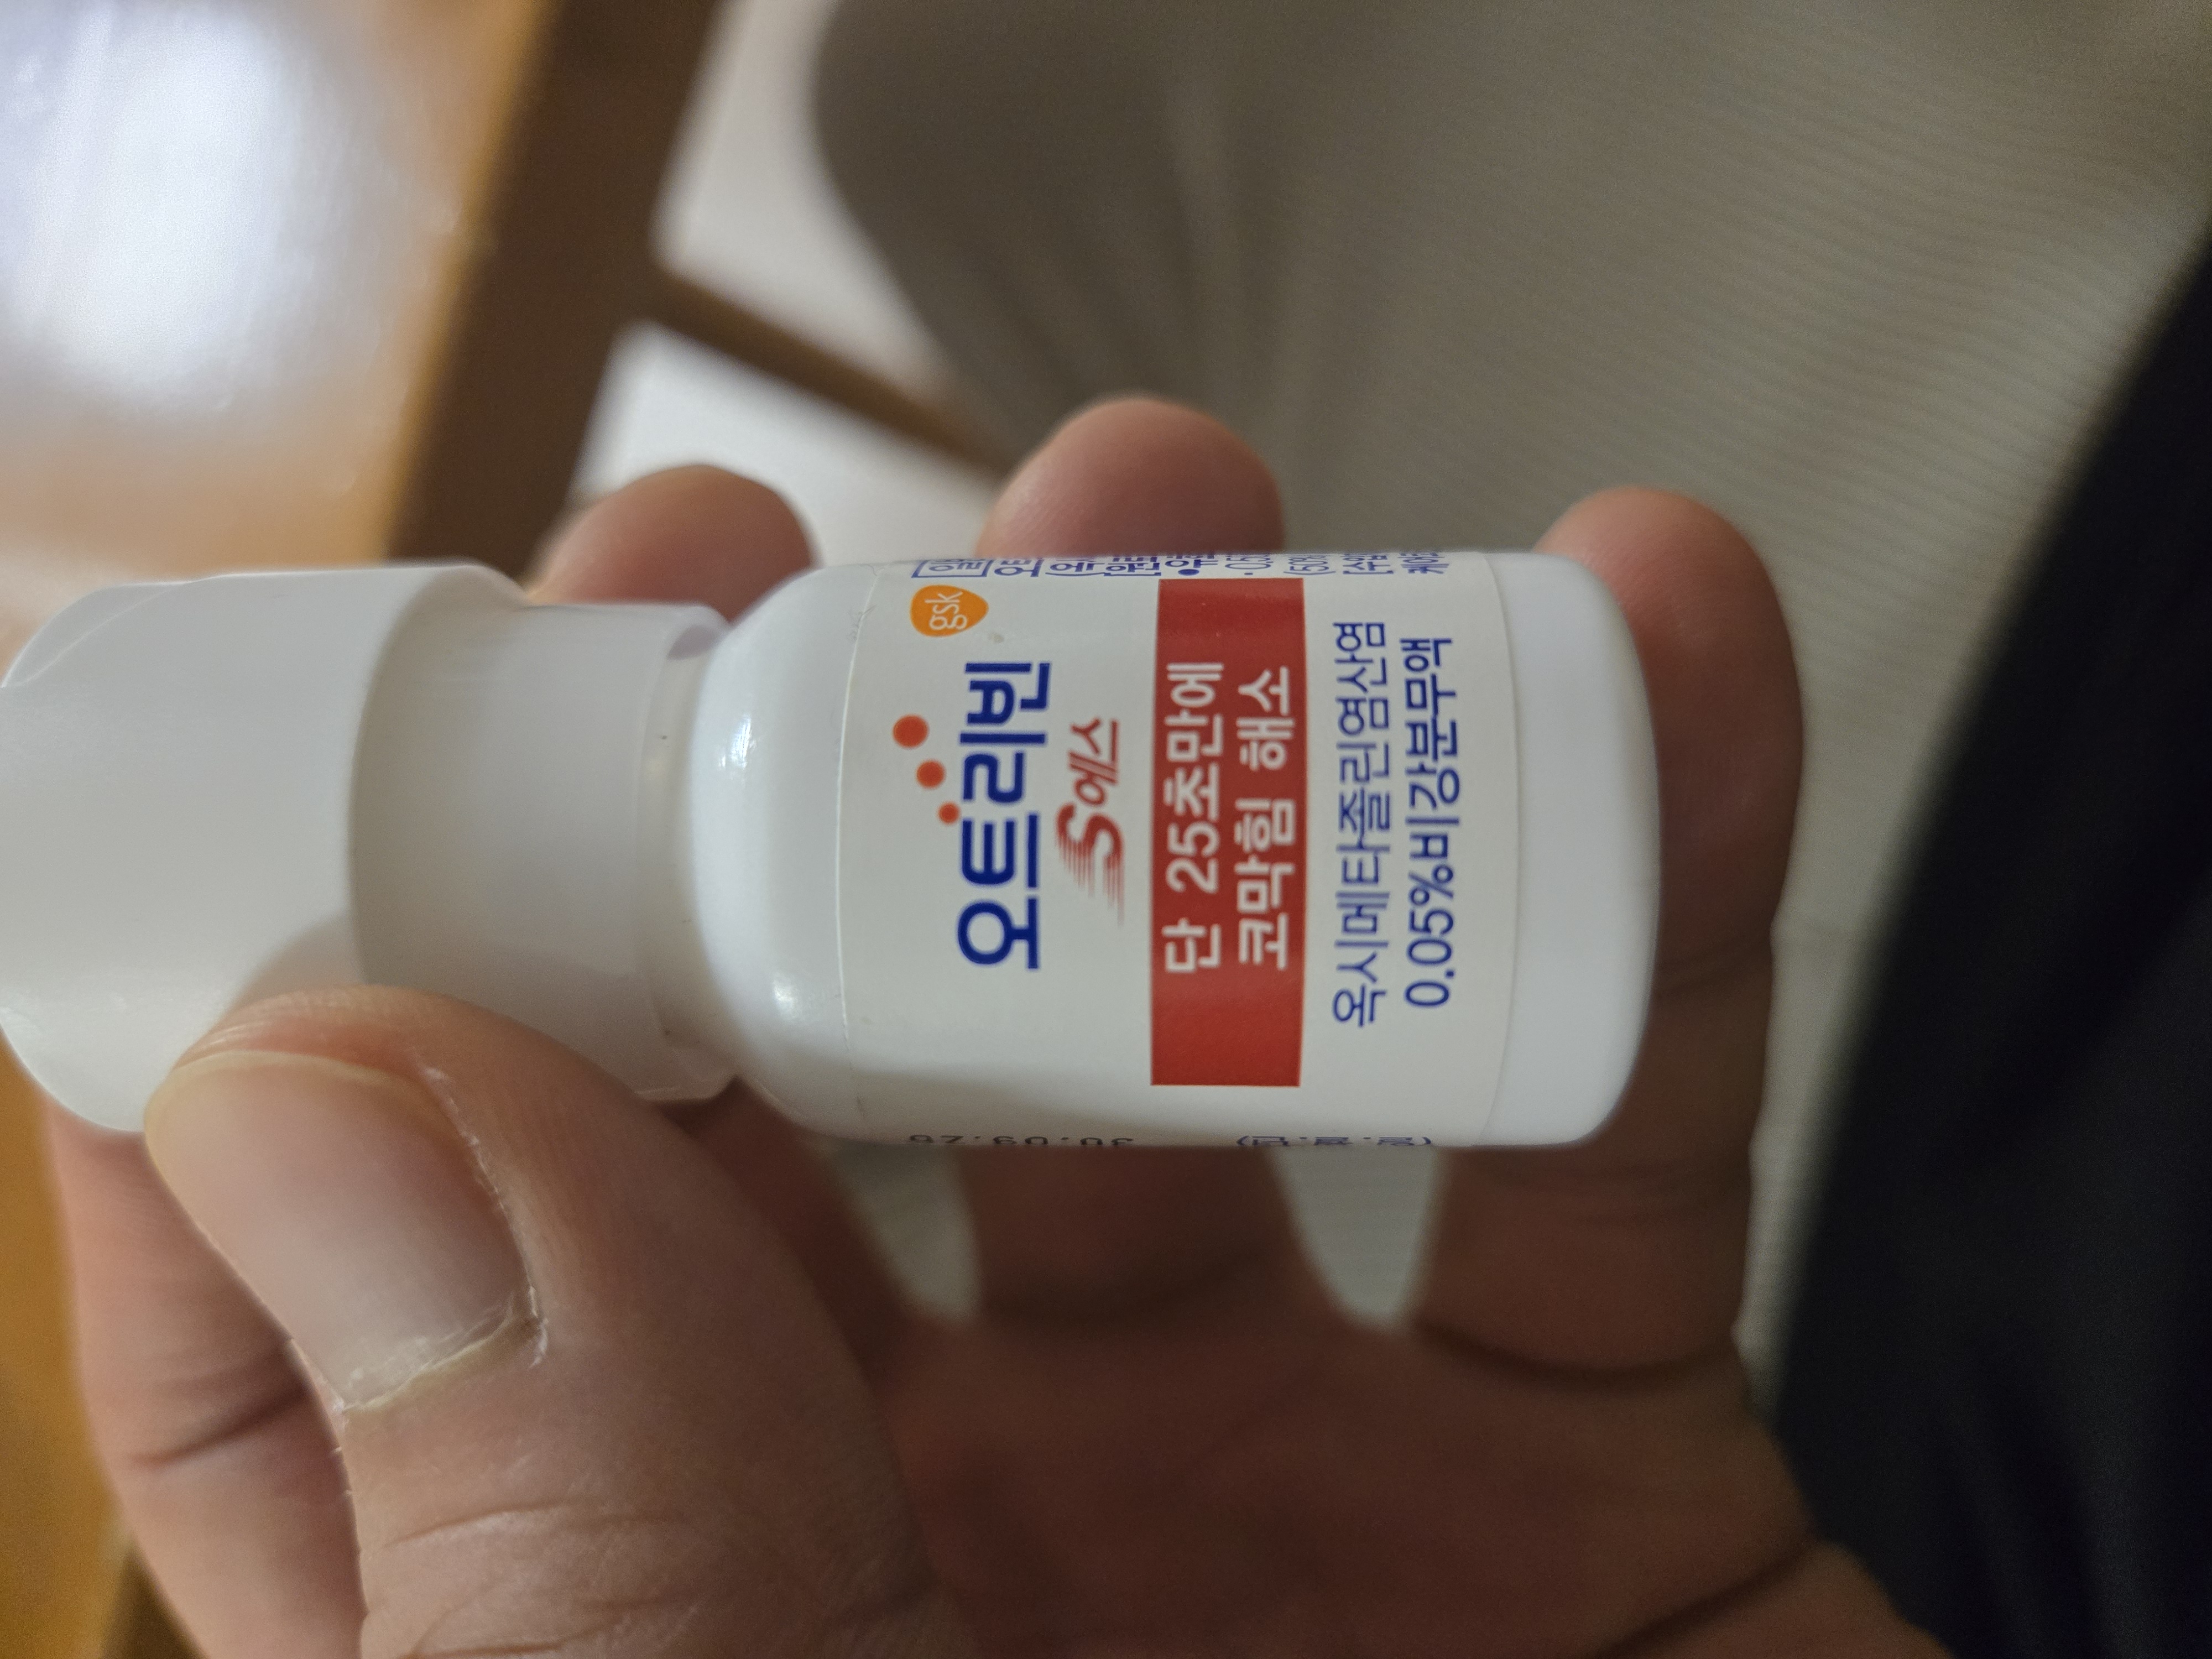 gsk
오트리빈
S에스
단 25초만에
코막힘 해소
옥시메타졸린염산염
0.05%비강분무액